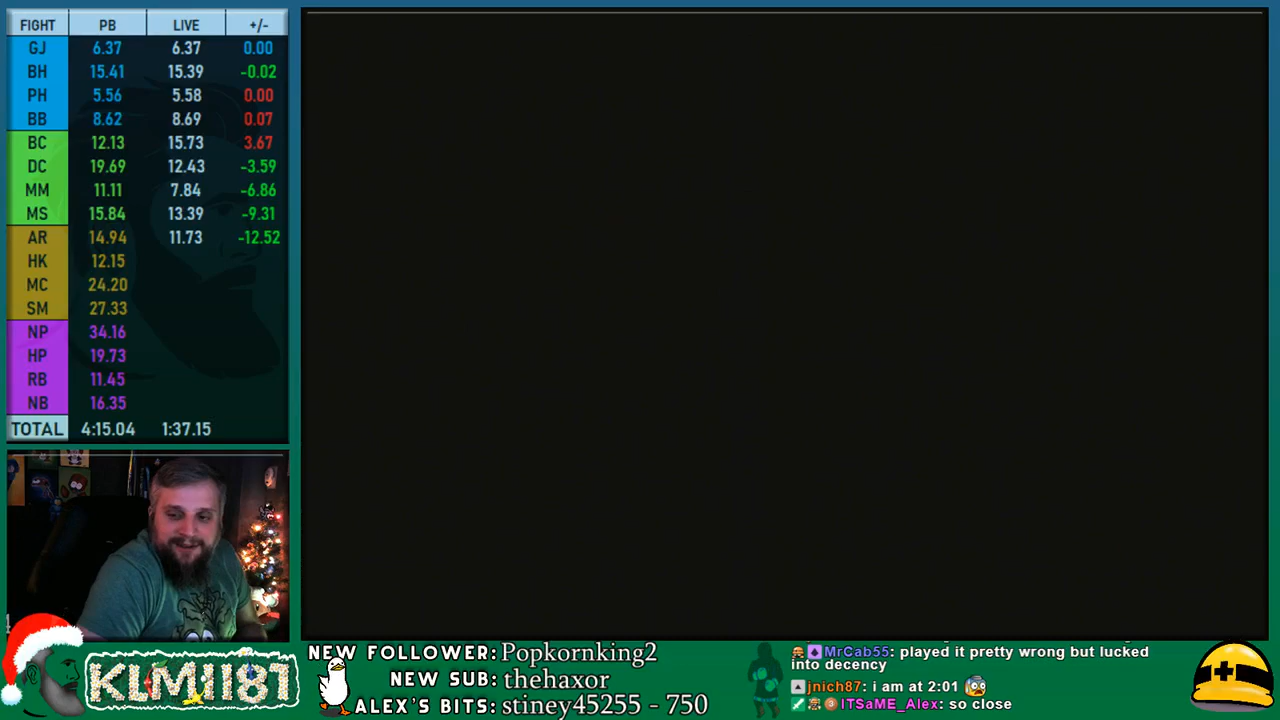 FIGHT PB LIVE +/-
GJ 6.37 6.37 0.00
BH 15.41 15.39 -0.02
PH 5.56 5.58 0.00
BB 8.62 8.69 0.07
BC 12.13 15.73 3.67
DC 19.69 12.43 -3.59
MM 11.11 7.84 -6.86
MS 15.84 13.39 -9.31
AR 14.94 11.73 -12.52
HK 12.15
MC 24.20
SM 27.33
NP 34.16
HP 19.73
RB 11.45
NB 16.35
TOTAL 4:15.04 1:37.15
KLM1187
NEW FOLLOWER: Popkornking2
NEW SUB: thehaxor
ALEX'S BITS: stiney45255 - 750
MrCab55: played it pretty wrong but lucked
into decency
jnich87: i am at 2:01
ITSaME_Alex: so close